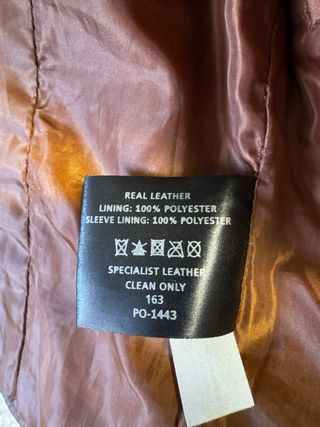 REAL LEATHER
LINING: 100% POLYESTER
SLEEVE LINING: 100% POLYESTER
SPECIALIST LEATHER
CLEAN ONLY
163
PO-1443